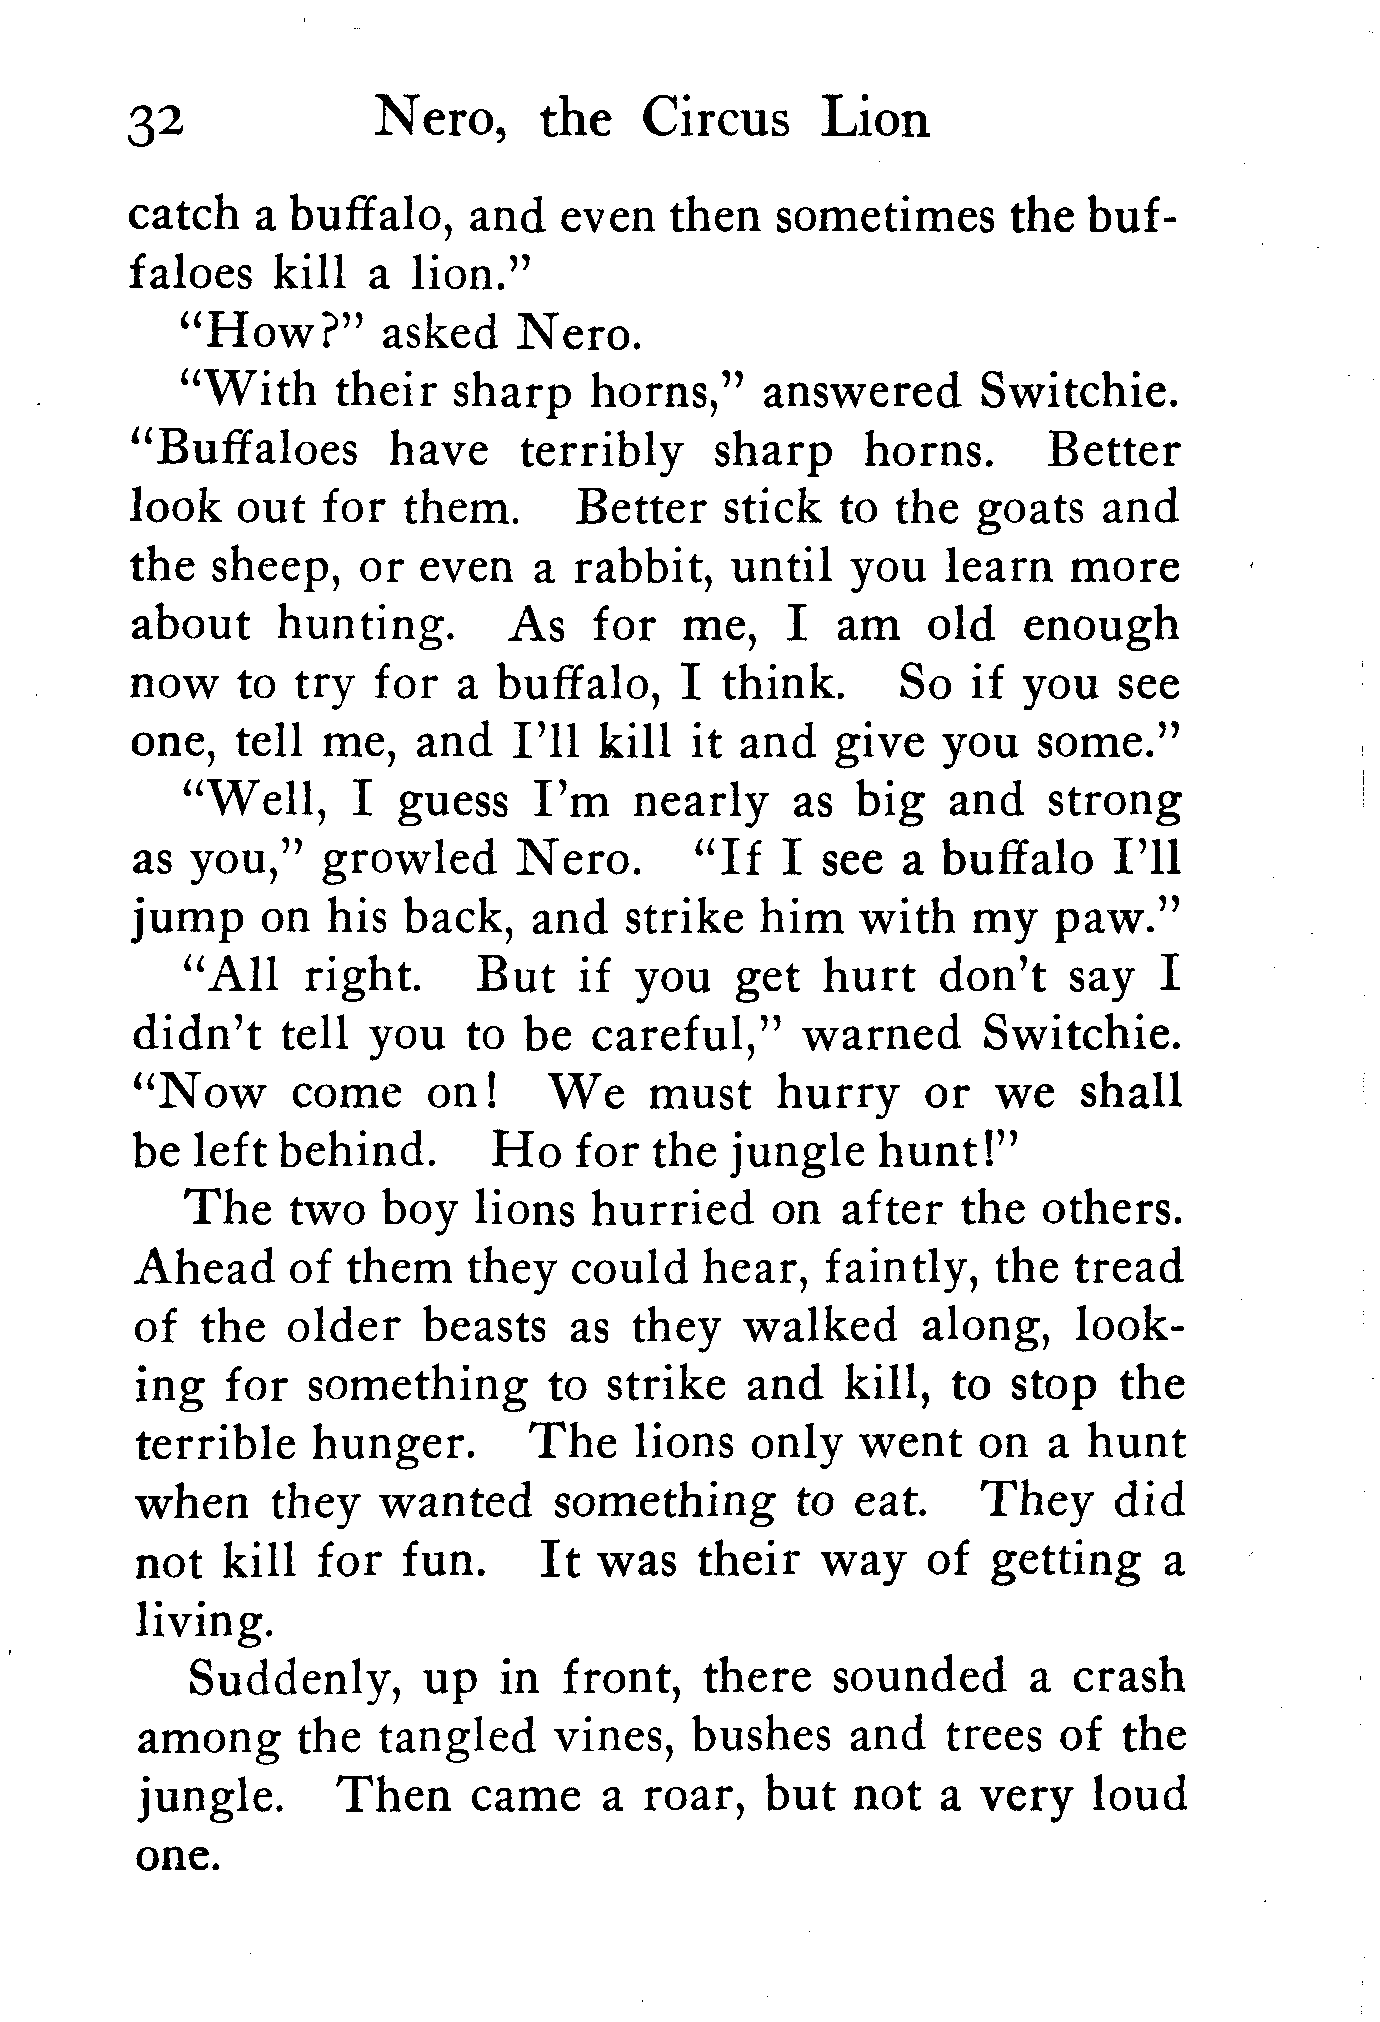 32 Nero, the Circus Lion
catch a buffalo, and even then sometimes the buf-
faloes kill a lion."
"How?" asked Nero.
"With their sharp horns," answered Switchie.
"Buffaloes have terribly sharp horns. Better
look out for them. Better stick to the goats and
the sheep, or even a rabbit, until you learn more
about hunting. As for me, I am old enough
now to try for a buffalo, I think. So if you see
one, tell me, and I'll kill it and give you some."
"Well, I guess I'm nearly as big and strong
as you," growled Nero. "If I see a buffalo I'll
jump on his back, and strike him with my paw."
"All right. But if you get hurt don't say I
didn't tell you to be careful," warned Switchie.
"Now come on! We must hurry or we shall
be left behind. Ho for the jungle hunt!"
The two boy lions hurried on after the others.
Ahead of them they could hear, faintly, the tread
of the older beasts as they walked along, look-
ing for something to strike and kill, to stop the
terrible hunger. The lions only went on a hunt
when they wanted something to eat. They did
not kill for fun. It was their way of getting a
living.
Suddenly, up in front, there sounded a crash
among the tangled vines, bushes and trees of the
jungle. Then came a roar, but not a very loud
one.